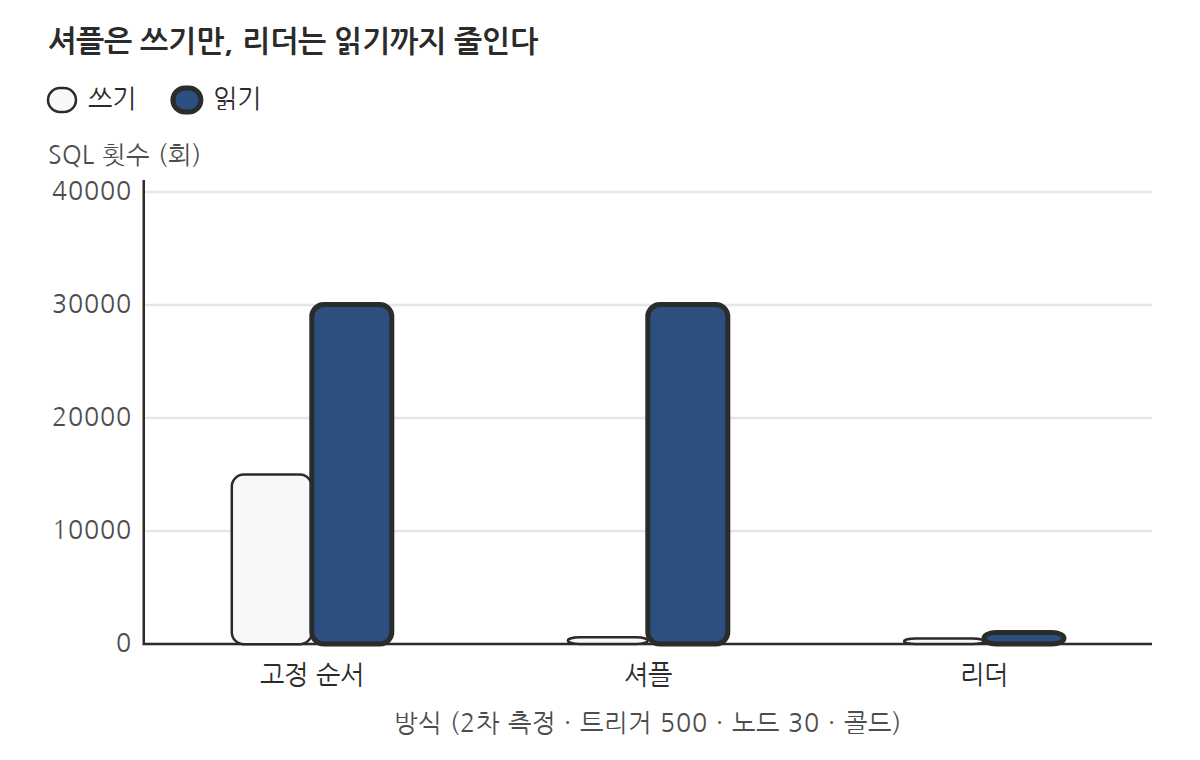 셔플은 쓰기만, 리더는 읽기까지 줄인다
쓰기 읽기
SQL 횟수 (회)
40000
30000
20000
10000
0
고정 순서 셔플 리더
방식 (2차 측정 · 트리거 500 · 노드 30 · 콜드)